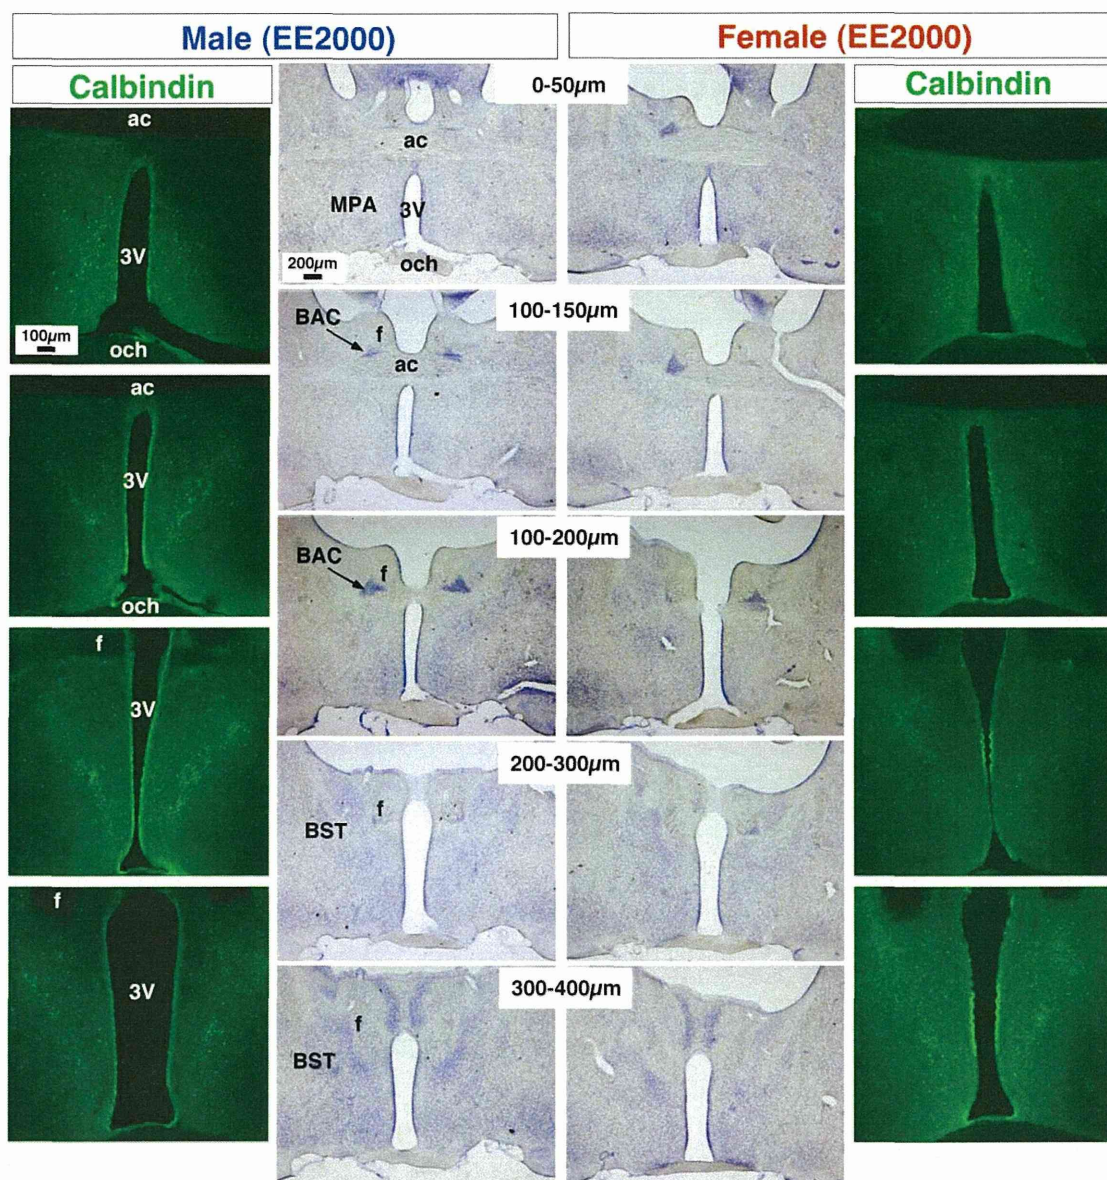 Male (EE2000)
Female (EE2000)
Calbindin
Calbindin
0-50µm
ac
ac
MPA
3V
3V
200µm
och
100µm
och
100-150µm
BAC
f
ac
ac
3V
och
100-200µm
BAC
f
f
3V
200-300µm
f
BST
f
3V
300-400µm
f
BST